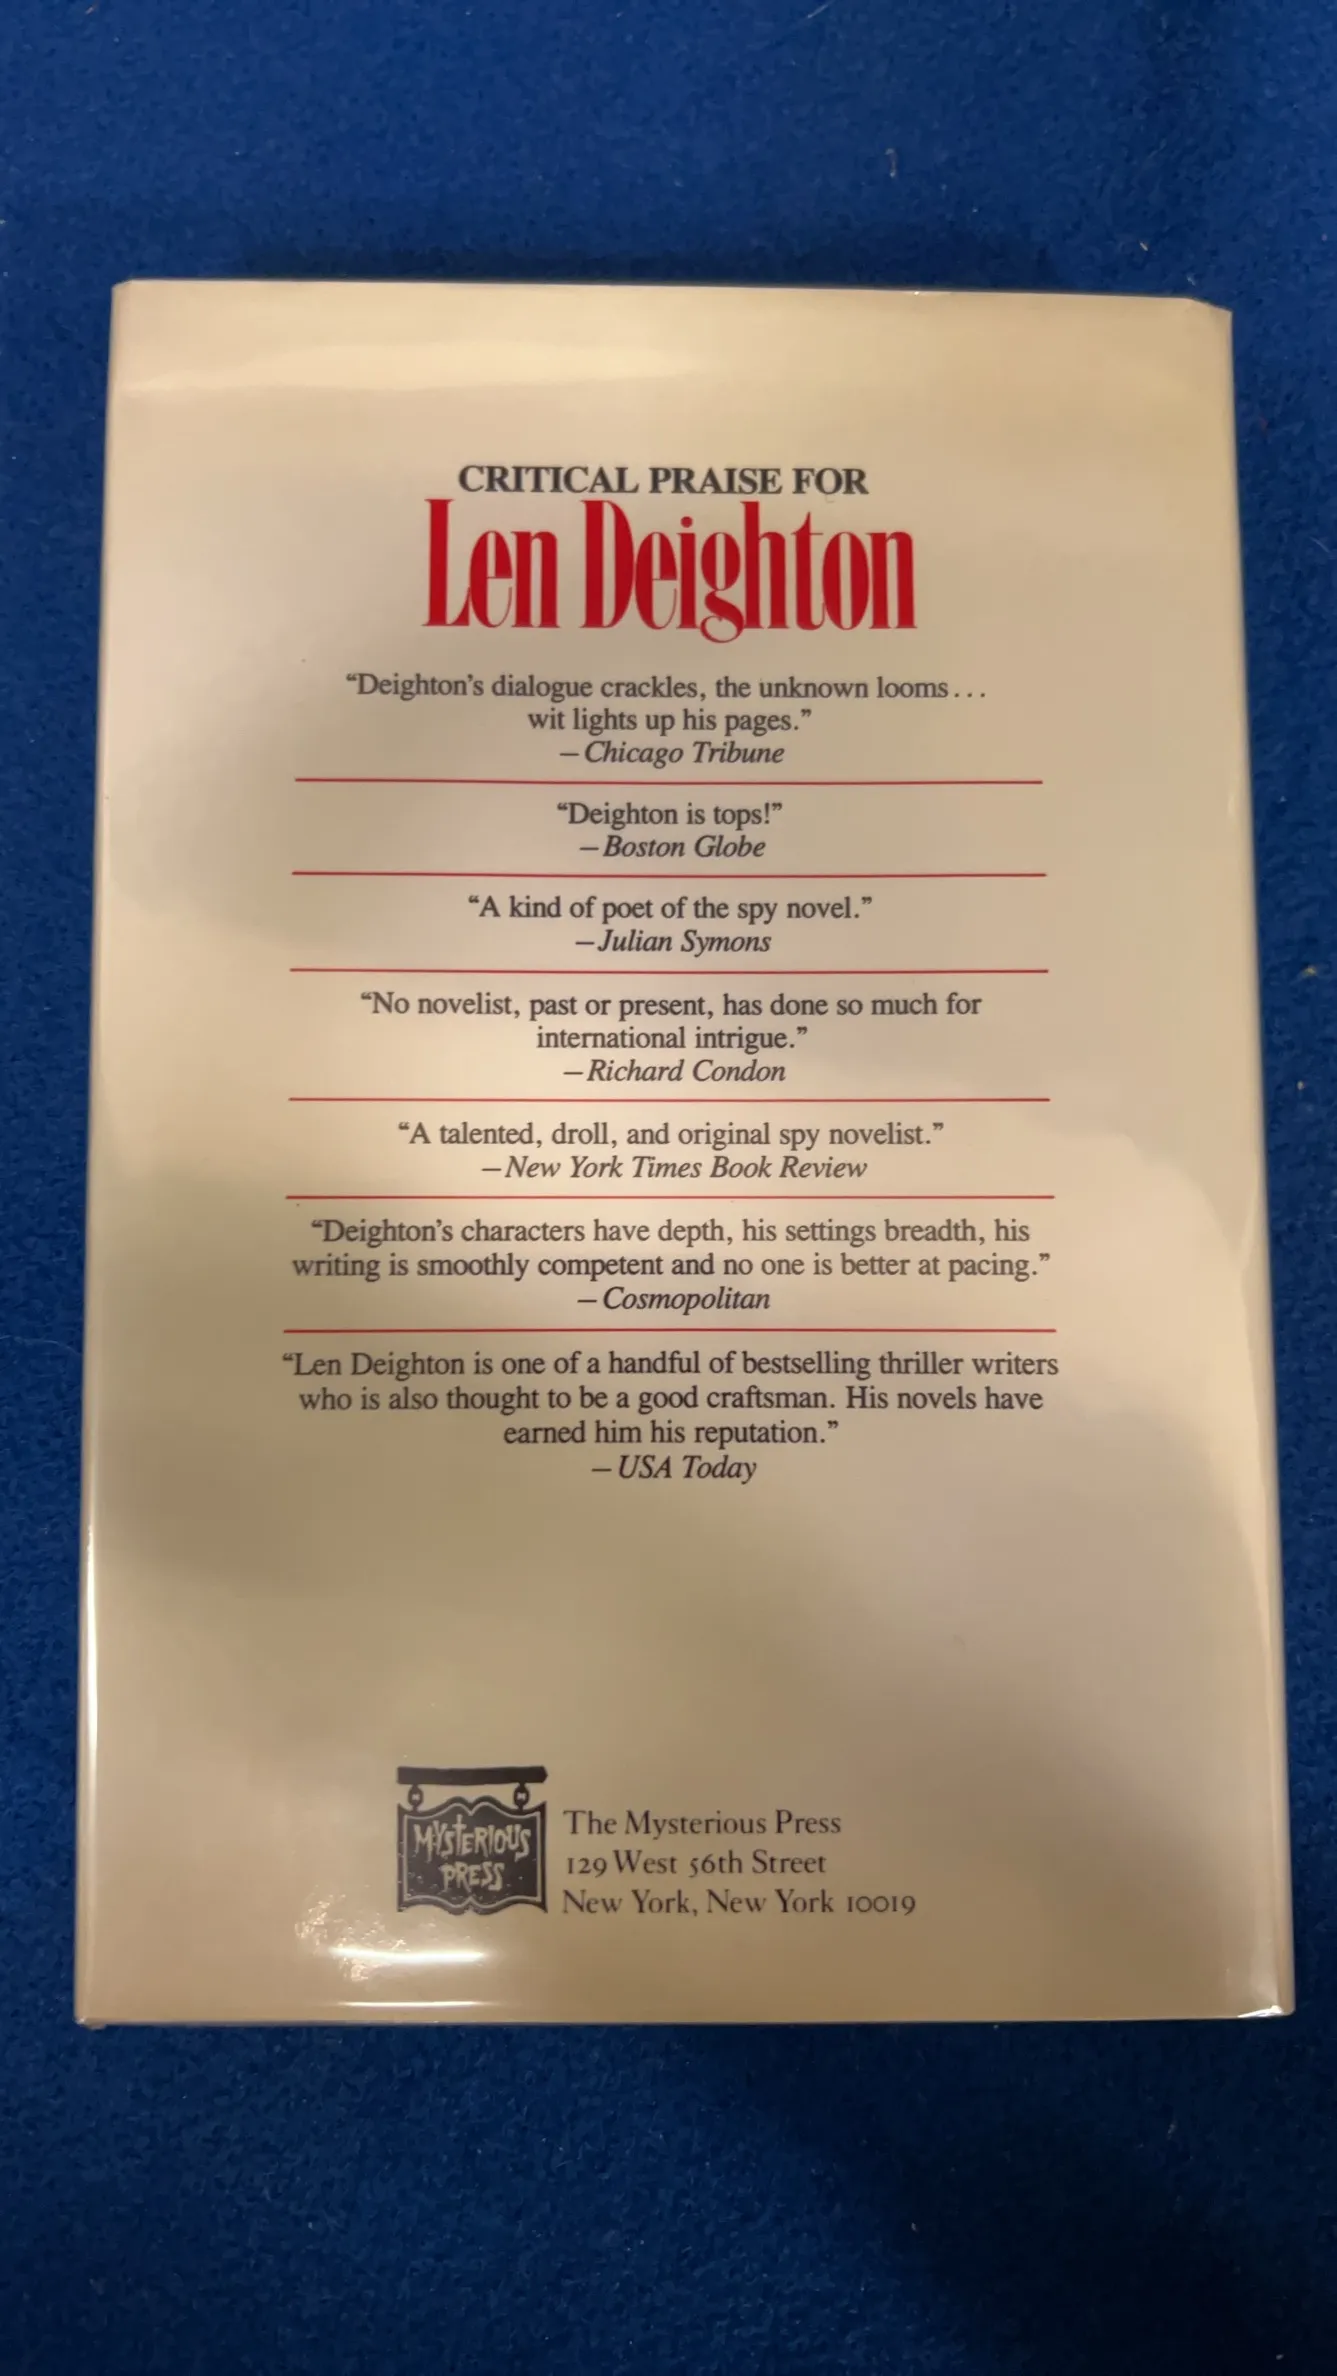 CRITICAL PRAISE FOR
Len Deighton
“Deighton’s dialogue crackles, the unknown looms...
wit lights up his pages.”
—Chicago Tribune
“Deighton is tops!”
—Boston Globe
“A kind of poet of the spy novel.”
—Julian Symons
“No novelist, past or present, has done so much for
international intrigue.”
—Richard Condon
“A talented, droll, and original spy novelist.”
—New York Times Book Review
“Deighton’s characters have depth, his settings breadth, his
writing is smoothly competent and no one is better at pacing.”
—Cosmopolitan
“Len Deighton is one of a handful of bestselling thriller writers
who is also thought to be a good craftsman. His novels have
earned him his reputation.”
—USA Today
MYSTERIOUS
PRESS
The Mysterious Press
129 West 56th Street
New York, New York 10019